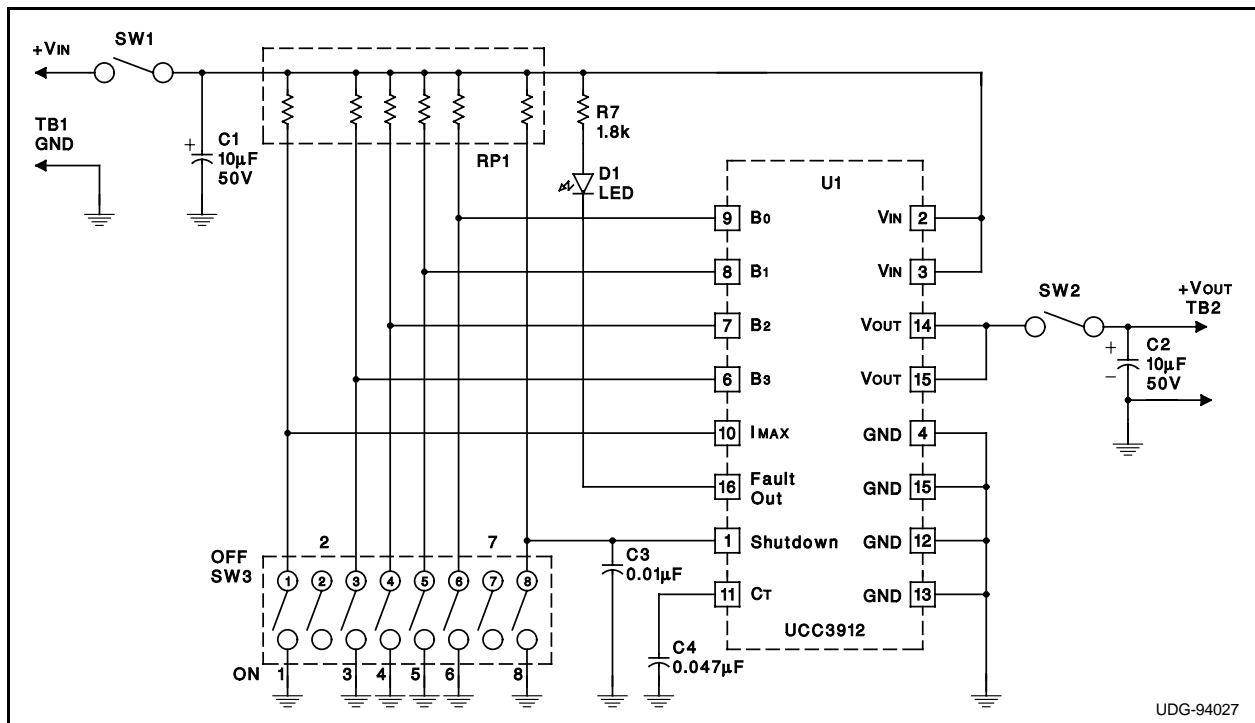 SW1
+VIN
TB1
GND
+
C1
10µF
50V
RP1
R7
1.8k
D1
LED
U1
9 B0
8 B1
7 B2
6 B3
10 IMAX
16 Fault
Out
1 Shutdown
11 CT
VIN 2
VIN 3
VOUT 14
VOUT 15
GND 4
GND 15
GND 12
GND 13
UCC3912
SW2
+VOUT
TB2
+
−
C2
10µF
50V
C3
0.01µF
C4
0.047µF
OFF
SW3
2 7
1 2 3 4 5 6 7 8
ON 1 3 4 5 6 8
UDG-94027